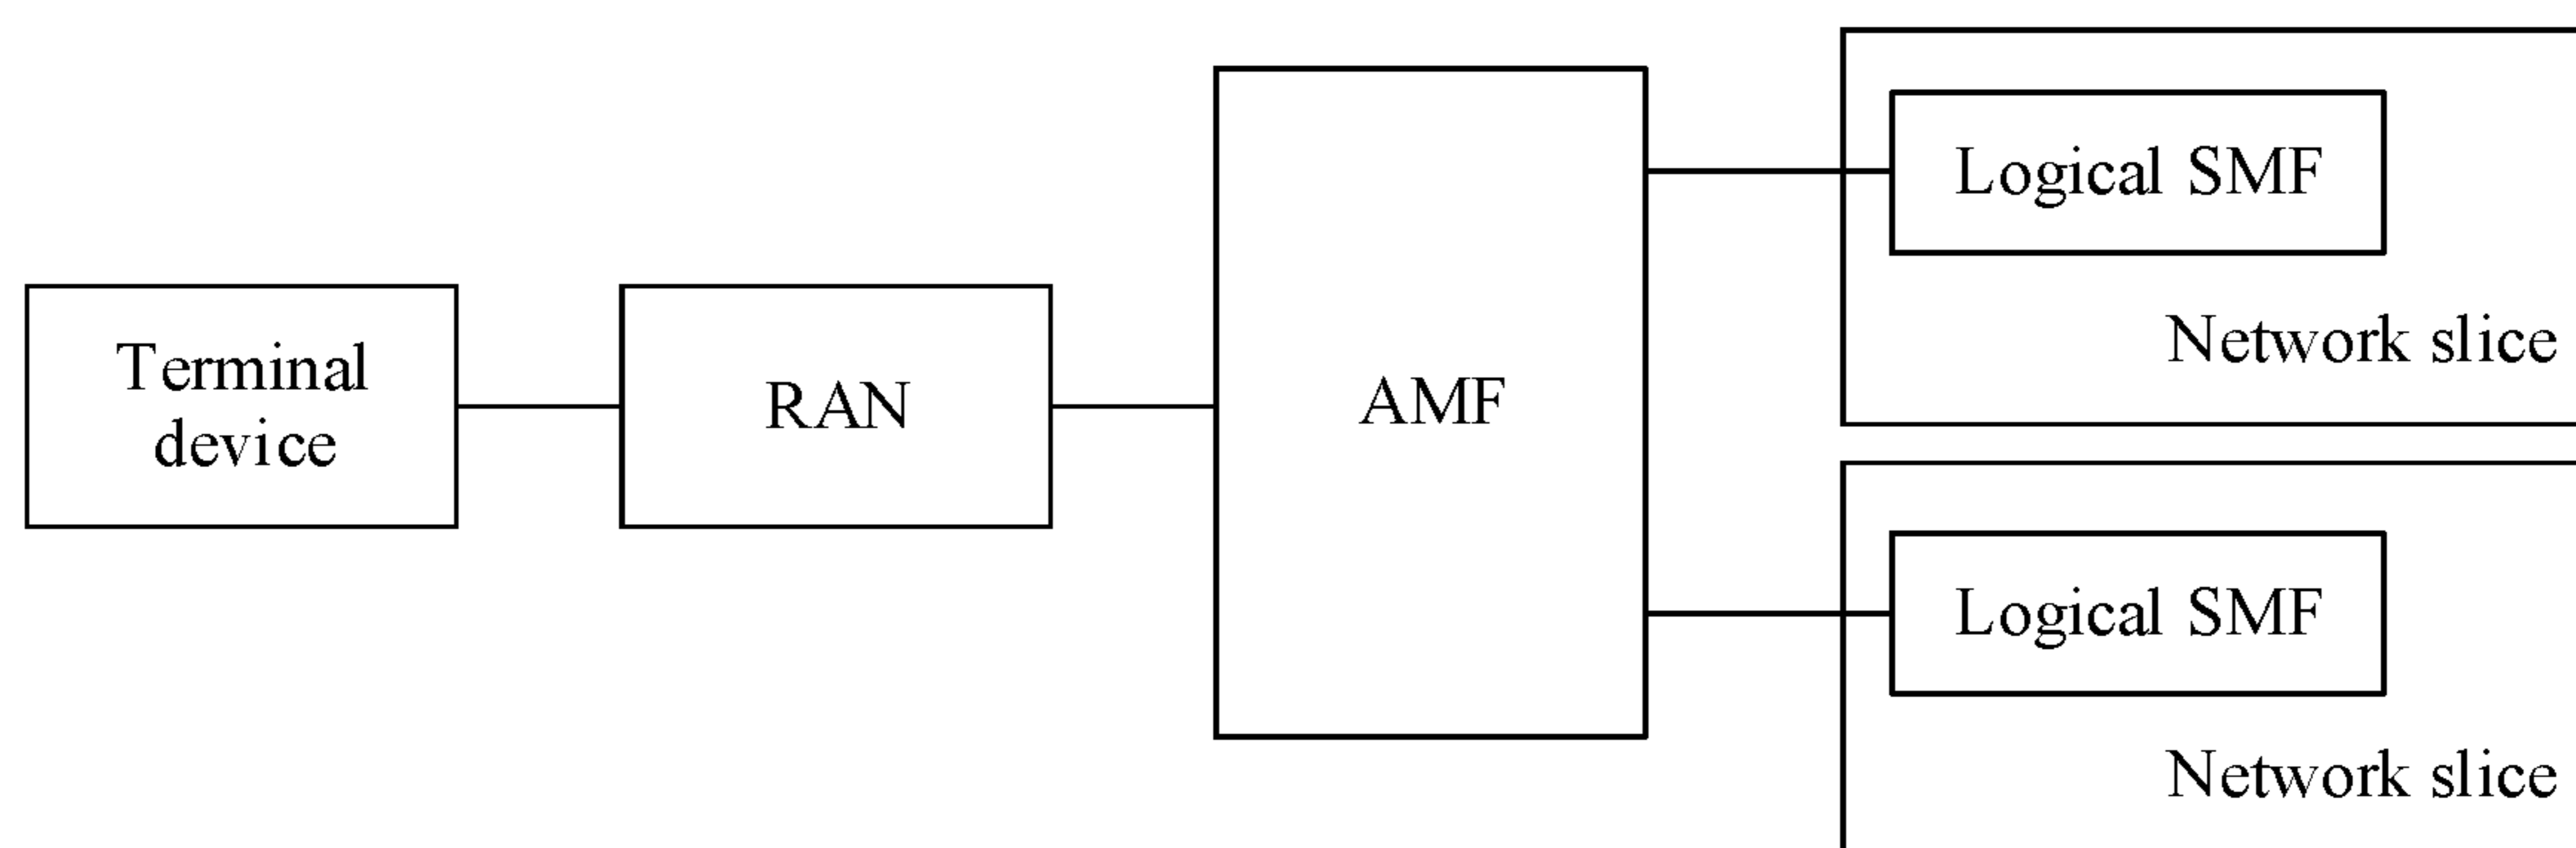 Terminal
device
RAN
AMF
Logical SMF
Network slice
Logical SMF
Network slice